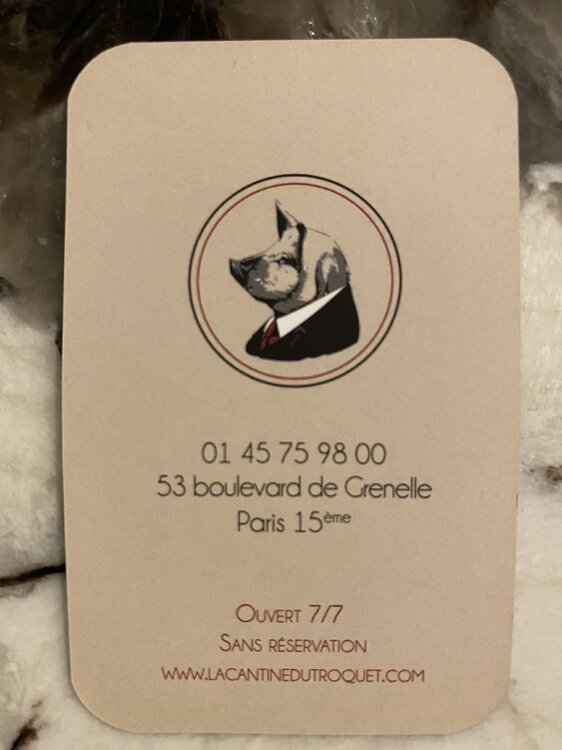 01 45 75 98 00
53 boulevard de Grenelle
Paris 15ème
OUVERT 7/7
SANS RÉSERVATION
WWW.LACANTINEDUTROQUET.COM